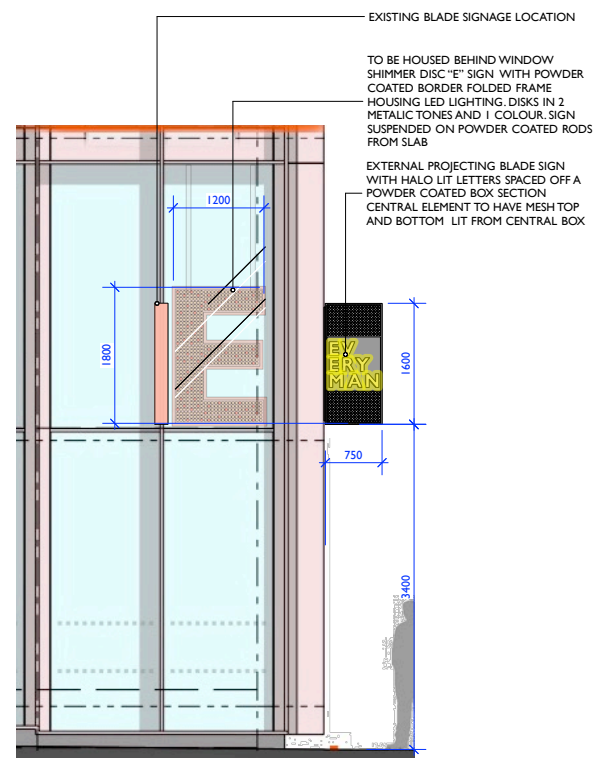 EXISTING BLADE SIGNAGE LOCATION
TO BE HOUSED BEHIND WINDOW
SHIMMER DISC "E" SIGN WITH POWDER
COATED BORDER FOLDED FRAME
HOUSING LED LIGHTING. DISKS IN 2
METALIC TONES AND 1 COLOUR. SIGN
SUSPENDED ON POWDER COATED RODS
FROM SLAB
EXTERNAL PROJECTING BLADE SIGN
WITH HALO LIT LETTERS SPACED OFF A
POWDER COATED BOX SECTION
CENTRAL ELEMENT TO HAVE MESH TOP
AND BOTTOM LIT FROM CENTRAL BOX
1200
1800
E
EV
ERY
MAN
1600
750
3400